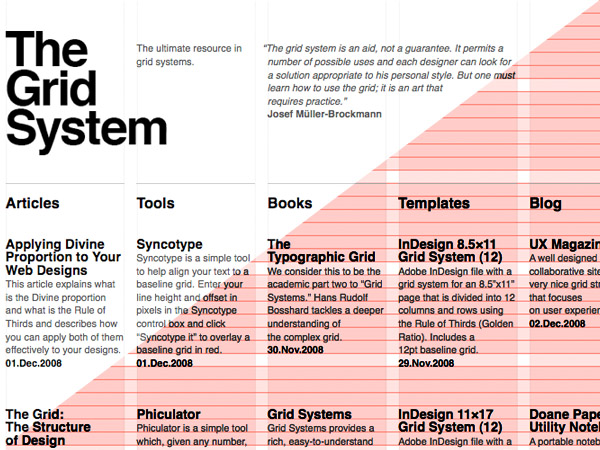 The
Grid
System
The ultimate resource in
grid systems.
“The grid system is an aid, not a guarantee. It permits a
number of possible uses and each designer can look for
a solution appropriate to his personal style. But one must
learn how to use the grid; it is an art that
requires practice.”
Josef Müller-Brockmann
Articles
Tools
Books
Templates
Blog
Applying Divine
Proportion to Your
Web Designs
This article explains what
is the Divine proportion
and what is the Rule of
Thirds and describes how
you can apply both of them
effectively to your designs.
01.Dec.2008
Syncotype
Syncotype is a simple tool
to help align your text to a
baseline grid. Enter your
line height and offset in
pixels in the Syncotype
control box and click
“Syncotype it” to overlay a
baseline grid in red.
01.Dec.2008
The
Typographic Grid
We consider this to be the
academic part two to “Grid
Systems.” Hans Rudolf
Bosshard tackles a deeper
understanding of
the complex grid.
30.Nov.2008
InDesign 8.5×11
Grid System (12)
Adobe InDesign file with a
grid system for an 8.5”x11”
page that is divided into 12
columns and rows using
the Rule of Thirds (Golden
Ratio). Includes a
12pt baseline grid.
29.Nov.2008
UX Magazin
A well designed
collaborative site
very nice grid str
that focuses
on user experien
02.Dec.2008
The Grid:
The Structure
of Design
Phiculator
Phiculator is a simple tool
which, given any number,
Grid Systems
Grid Systems provides a
rich, easy-to-understand
InDesign 11×17
Grid System (12)
Adobe InDesign file with a
Doane Pape
Utility Noteb
A portable noteb